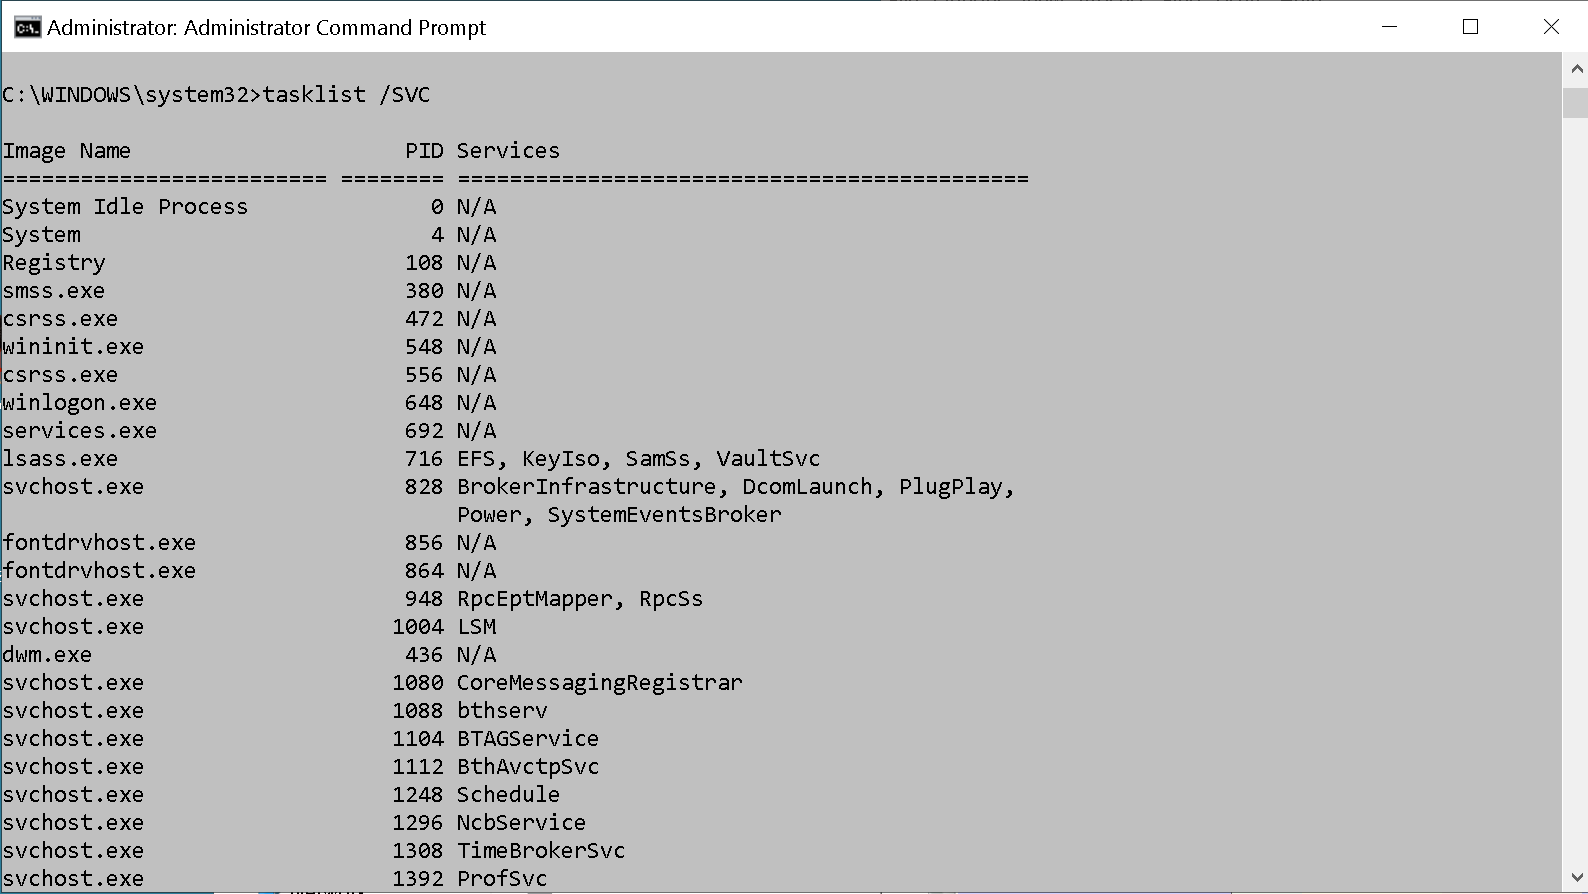 Administrator: Administrator Command Prompt
C:\WINDOWS\system32>tasklist /SVC
Image Name                     PID Services
========================= ======== ============================================
System Idle Process              0 N/A
System                           4 N/A
Registry                       108 N/A
smss.exe                       380 N/A
csrss.exe                      472 N/A
wininit.exe                    548 N/A
csrss.exe                      556 N/A
winlogon.exe                   648 N/A
services.exe                   692 N/A
lsass.exe                      716 EFS, KeyIso, SamSs, VaultSvc
svchost.exe                    828 BrokerInfrastructure, DcomLaunch, PlugPlay,
                                   Power, SystemEventsBroker
fontdrvhost.exe                856 N/A
fontdrvhost.exe                864 N/A
svchost.exe                    948 RpcEptMapper, RpcSs
svchost.exe                   1004 LSM
dwm.exe                        436 N/A
svchost.exe                   1080 CoreMessagingRegistrar
svchost.exe                   1088 bthserv
svchost.exe                   1104 BTAGService
svchost.exe                   1112 BthAvctpSvc
svchost.exe                   1248 Schedule
svchost.exe                   1296 NcbService
svchost.exe                   1308 TimeBrokerSvc
svchost.exe                   1392 ProfSvc